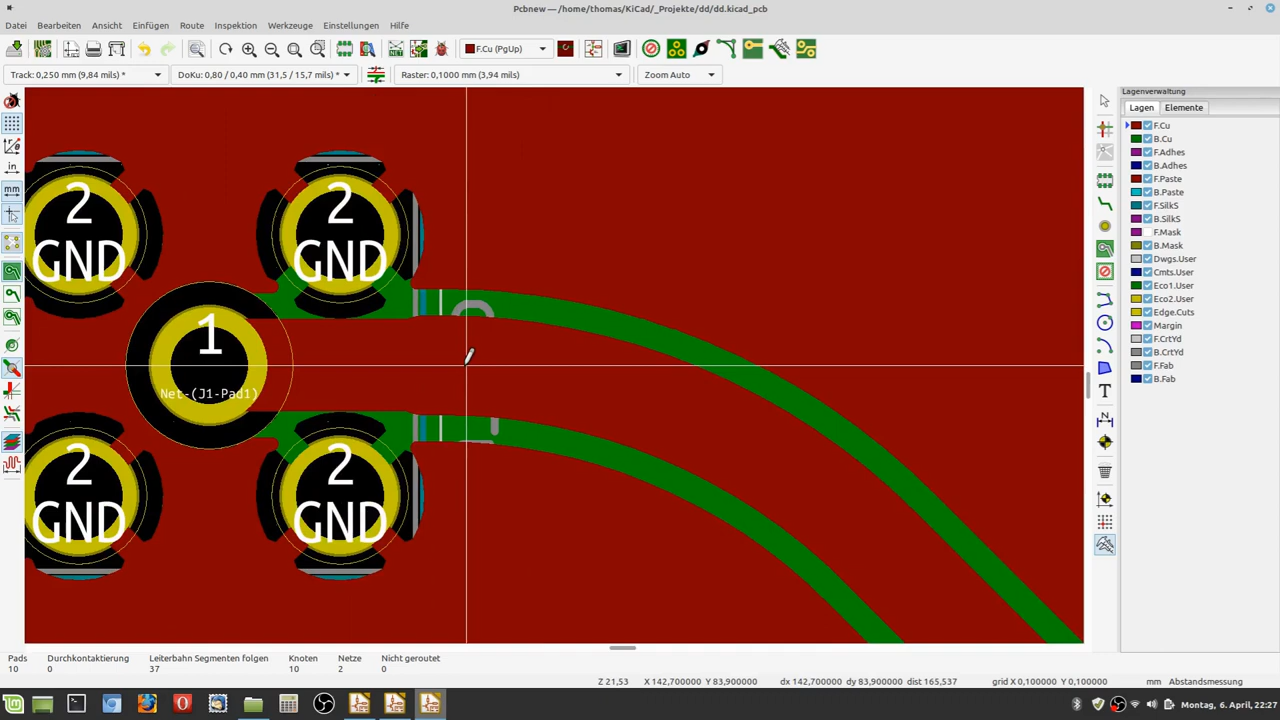 Pcbnew — /home/thomas/KiCad/_Projekte/dd/dd.kicad_pcb
Datei Bearbeiten Ansicht Einfügen Route Inspektion Werkzeuge Einstellungen Hilfe
F.Cu (PgUp)
Track: 0,250 mm (9,84 mils) * DoKu: 0,80 / 0,40 mm (31,5 / 15,7 mils) * Raster: 0,1000 mm (3,94 mils) Zoom Auto
in
mm
2
GND
2
GND
1
Net-(J1-Pad1)
2
GND
2
GND
Lagenverwaltung
Lagen Elemente
F.Cu
B.Cu
F.Adhes
B.Adhes
F.Paste
B.Paste
F.SilkS
B.SilkS
F.Mask
B.Mask
Dwgs.User
Cmts.User
Eco1.User
Eco2.User
Edge.Cuts
Margin
F.CrtYd
B.CrtYd
F.Fab
B.Fab
Pads Durchkontaktierung Leiterbahn Segmenten folgen Knoten Netze Nicht geroutet
10 0 37 10 2 0
Z 21,53 X 142,700000 Y 83,900000 dx 142,700000 dy 83,900000 dist 165,537 grid X 0,100000 Y 0,100000 mm Abstandsmessung
Montag, 6. April, 22:27